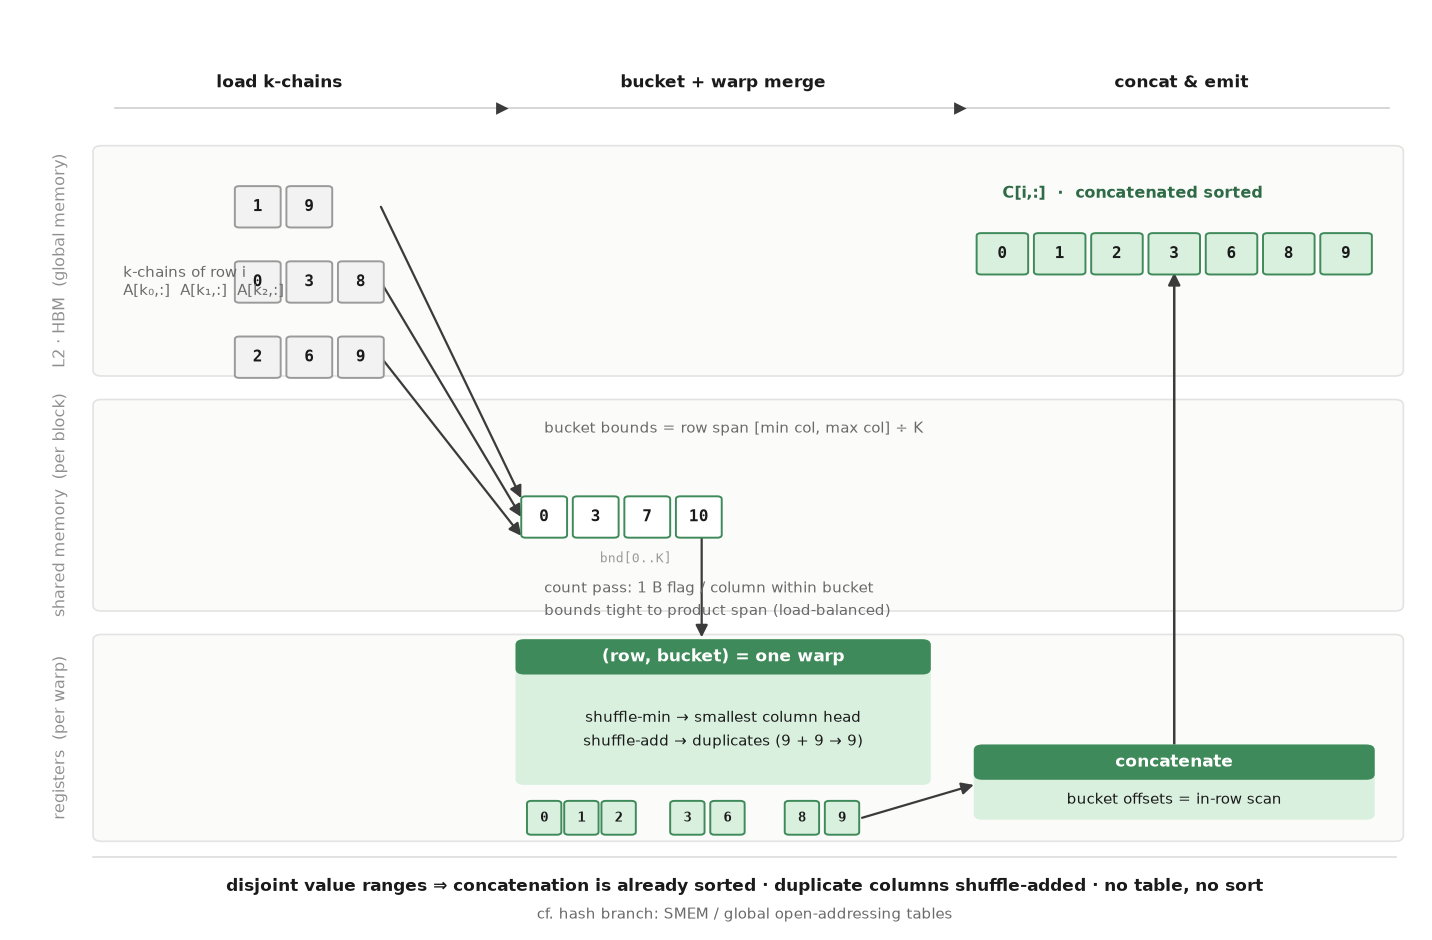 load k-chains
bucket + warp merge
concat & emit
L2 · HBM (global memory)
1 9
k-chains of row i
A[k₀,:] A[k₁,:] A[k₂,:]
0 3 8
2 6 9
C[i,:] · concatenated sorted
0 1 2 3 6 8 9
shared memory (per block)
bucket bounds = row span [min col, max col] ÷ K
0 3 7 10
bnd[0..K]
count pass: 1 B flag / column within bucket
bounds tight to product span (load-balanced)
registers (per warp)
(row, bucket) = one warp
shuffle-min → smallest column head
shuffle-add → duplicates (9 + 9 → 9)
0 1 2 3 6 8 9
concatenate
bucket offsets = in-row scan
disjoint value ranges ⇒ concatenation is already sorted · duplicate columns shuffle-added · no table, no sort
cf. hash branch: SMEM / global open-addressing tables